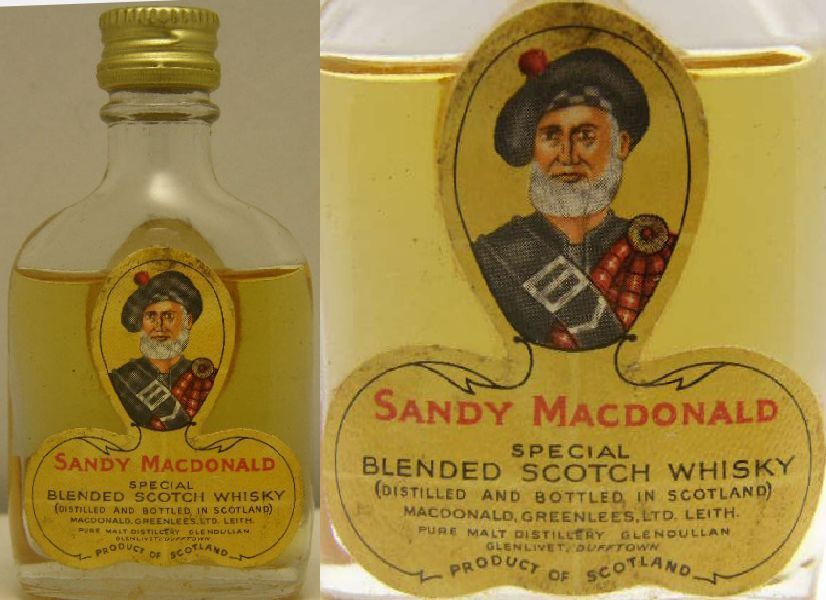 SANDY MACDONALD
SPECIAL
BLENDED SCOTCH WHISKY
(DISTILLED AND BOTTLED IN SCOTLAND)
MACDONALD, GREENLEES, LTD. LEITH.
PURE MALT DISTILLERY GLENDULLAN
GLENLIVET, DUFFTOWN
PRODUCT OF SCOTLAND
SANDY MACDONALD
SPECIAL
BLENDED SCOTCH WHISKY
(DISTILLED AND BOTTLED IN SCOTLAND)
MACDONALD, GREENLEES, LTD. LEITH.
PURE MALT DISTILLERY GLENDULLAN
GLENLIVET, DUFFTOWN
PRODUCT OF SCOTLAND